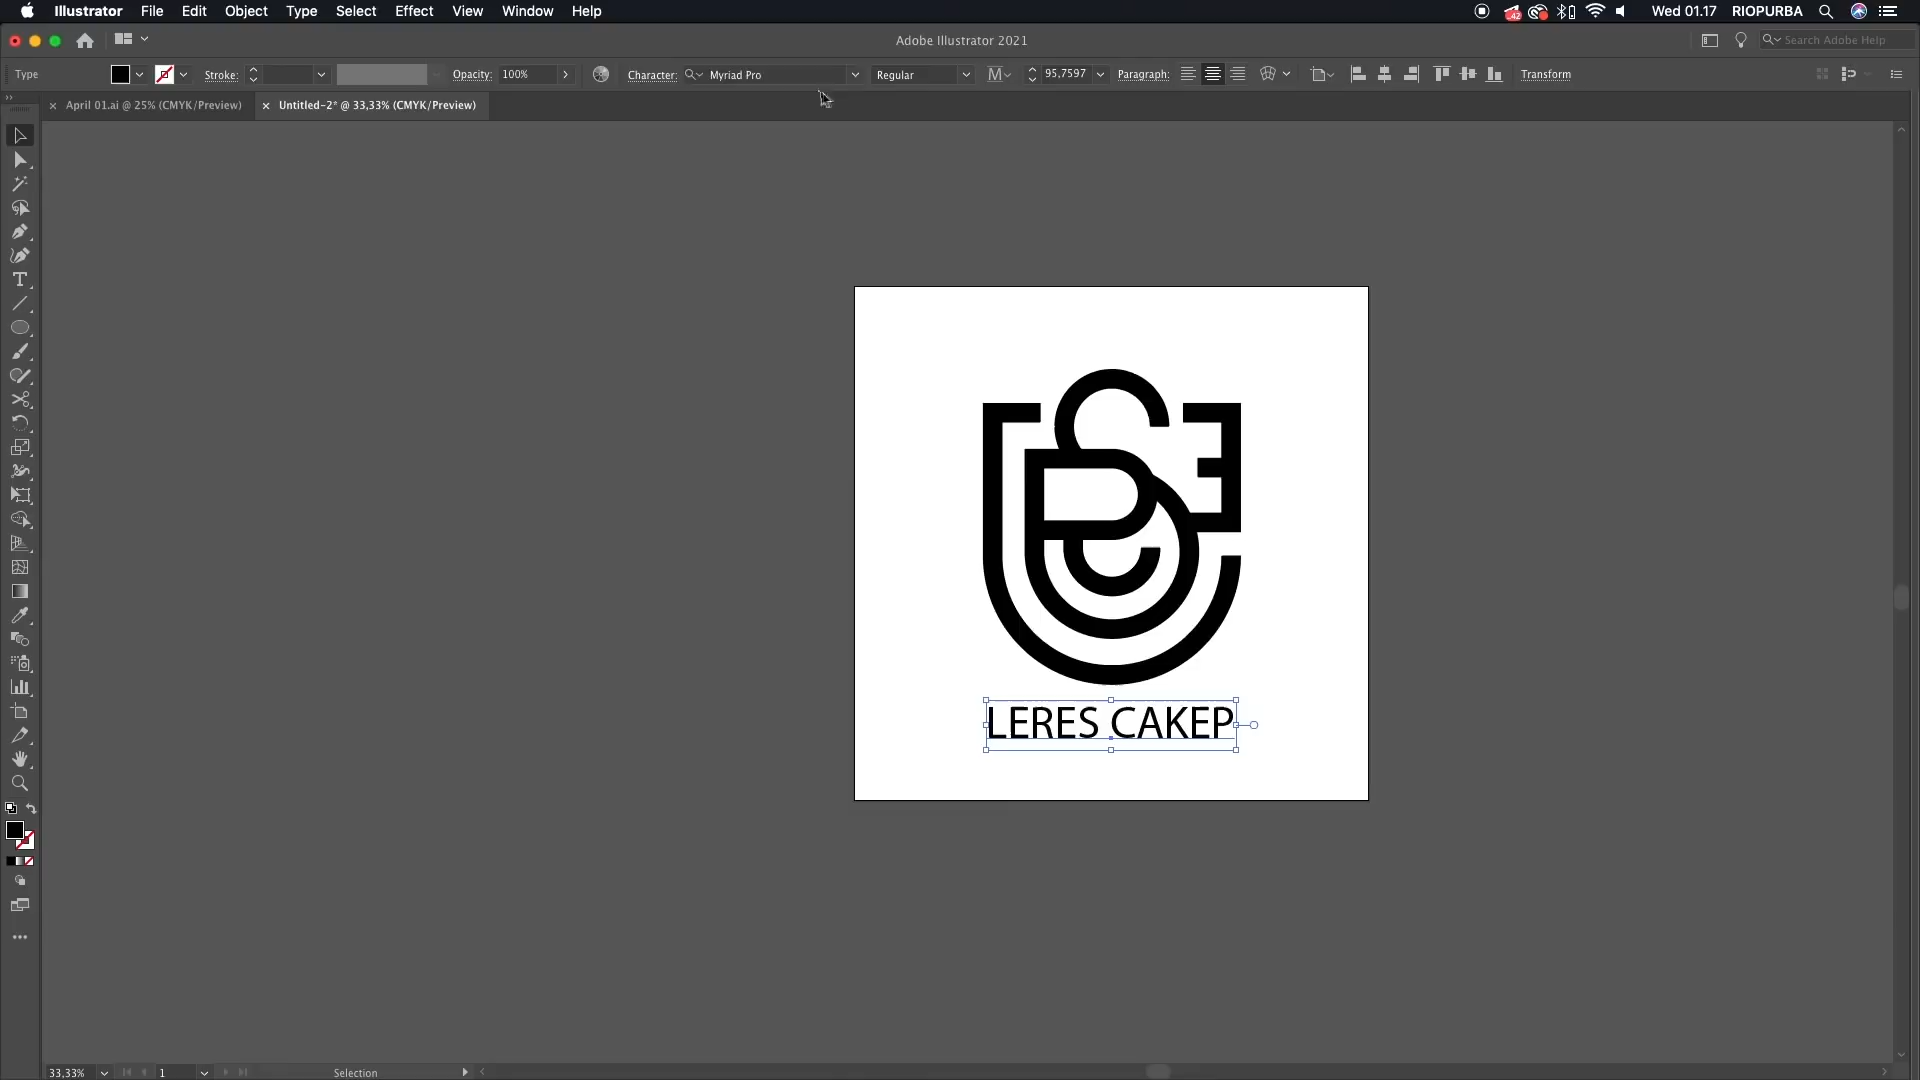 Illustrator File Edit Object Type Select Effect View Window Help
42
Wed 01.17 RIOPURBA
Adobe Illustrator 2021
Search Adobe Help
Type Stroke: Opacity: 100% Character: Myriad Pro Regular 95,7597 Paragraph: Transform
April 01.ai @ 25% (CMYK/Preview) Untitled-2* @ 33,33% (CMYK/Preview)
LERES CAKEP
33,33% 1 Selection